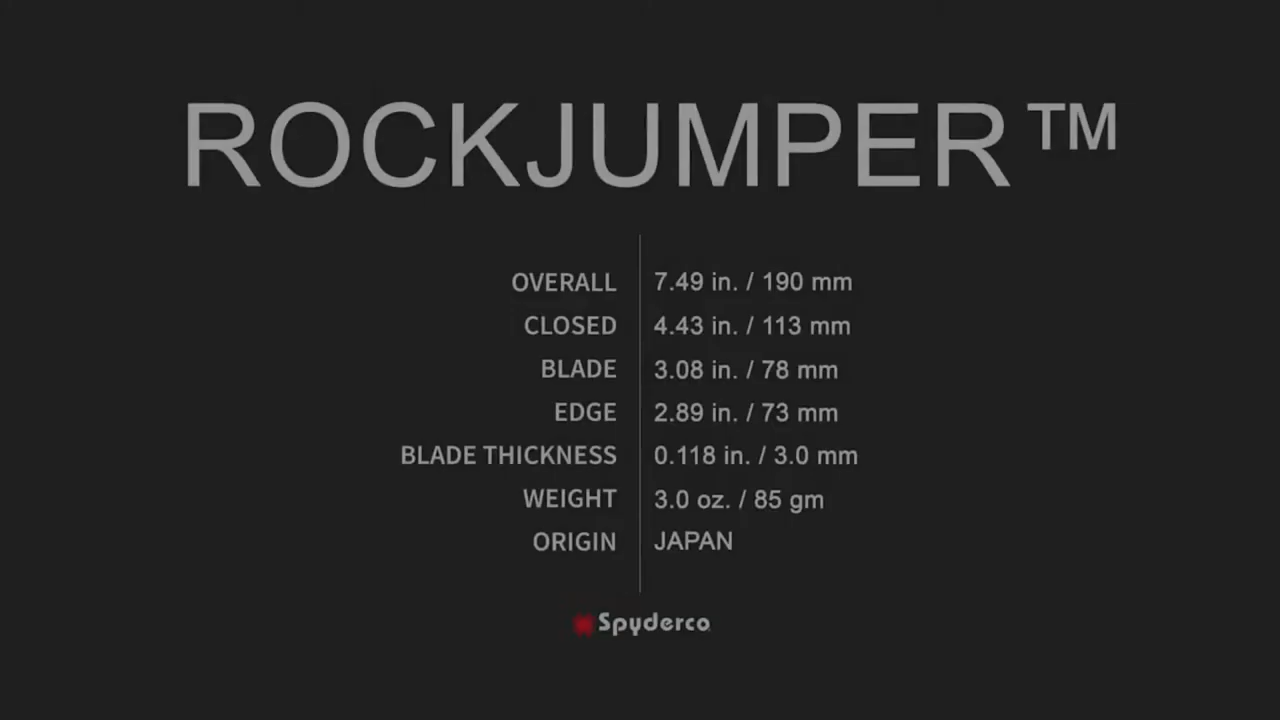 ROCKJUMPER™
OVERALL 7.49 in. / 190 mm
CLOSED 4.43 in. / 113 mm
BLADE 3.08 in. / 78 mm
EDGE 2.89 in. / 73 mm
BLADE THICKNESS 0.118 in. / 3.0 mm
WEIGHT 3.0 oz. / 85 gm
ORIGIN JAPAN
Spyderco